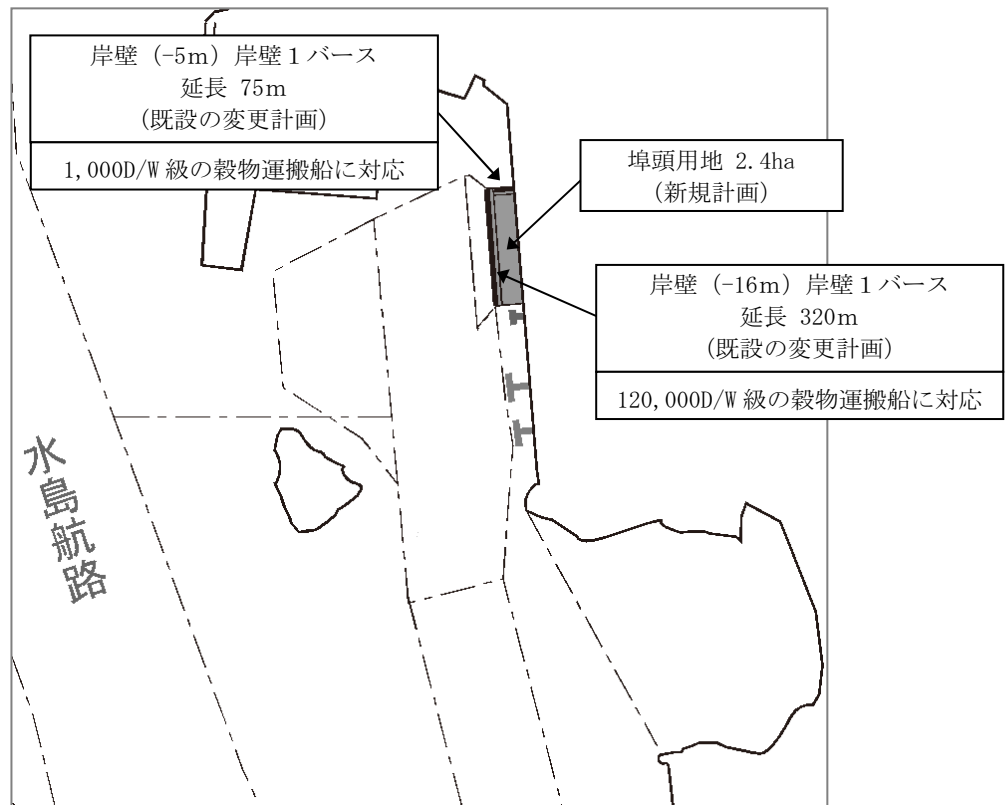 岸壁（-5m）岸壁１バース
延長 75m
(既設の変更計画)
1,000D/W 級の穀物運搬船に対応
埠頭用地 2.4ha
(新規計画)
岸壁（-16m）岸壁１バース
延長 320m
(既設の変更計画)
120,000D/W 級の穀物運搬船に対応
水島航路